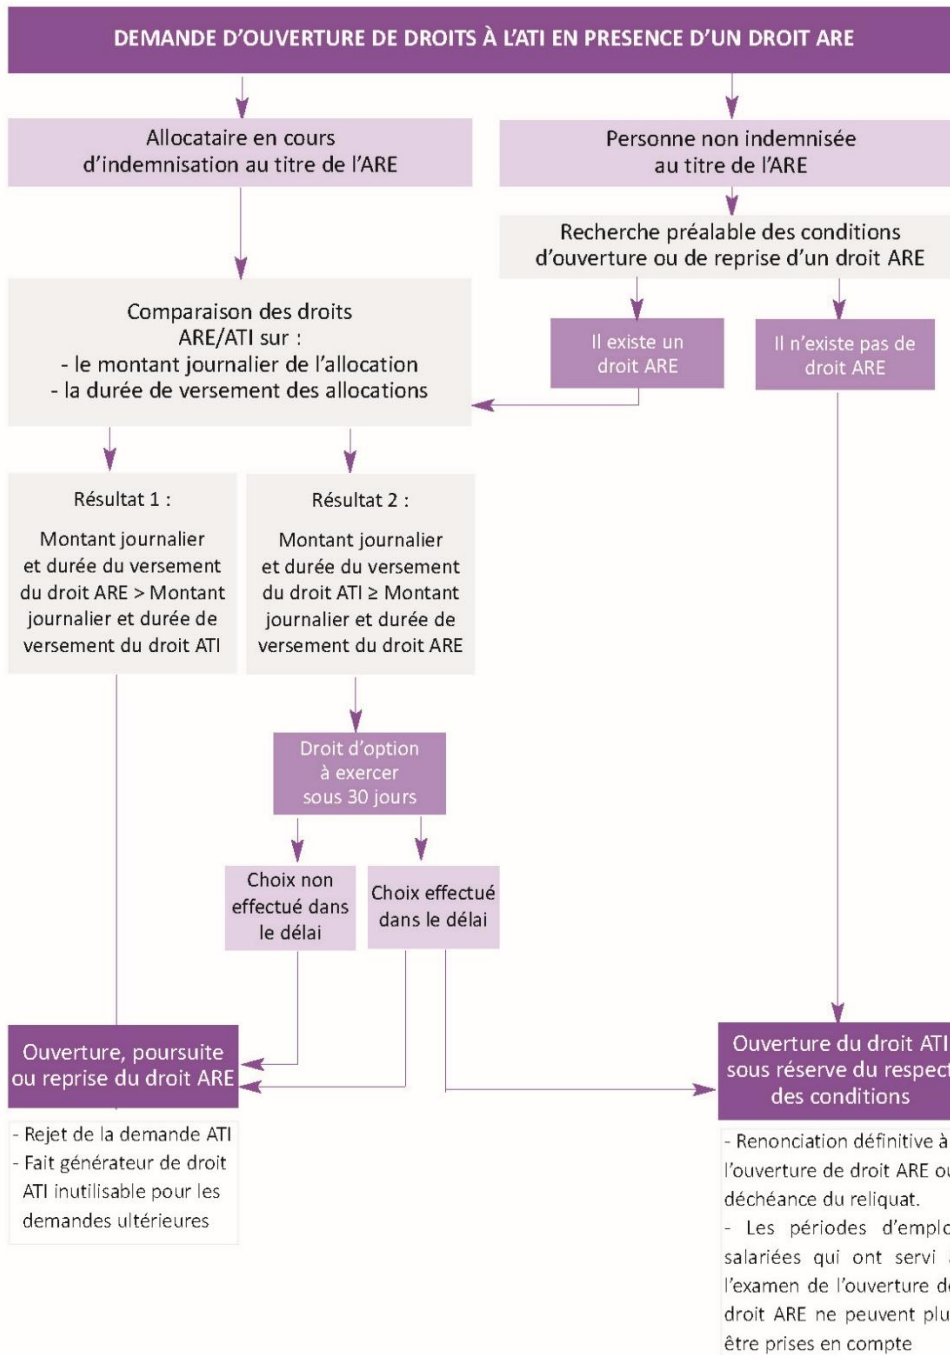 DEMANDE D’OUVERTURE DE DROITS À L’ATI EN PRESENCE D’UN DROIT ARE
Allocataire en cours
d’indemnisation au titre de l’ARE
Personne non indemnisée
au titre de l’ARE
Recherche préalable des conditions
d’ouverture ou de reprise d’un droit ARE
Comparaison des droits
ARE/ATI sur :
- le montant journalier de l’allocation
- la durée de versement des allocations
Il existe un
droit ARE
Il n’existe pas de
droit ARE
Résultat 1 :
Montant journalier
et durée du versement
du droit ARE > Montant
journalier et durée de
versement du droit ATI
Résultat 2 :
Montant journalier
et durée du versement
du droit ATI ≥ Montant
journalier et durée de
versement du droit ARE
Droit d’option
à exercer
sous 30 jours
Choix non
effectué dans
le délai
Choix effectué
dans le délai
Ouverture, poursuite
ou reprise du droit ARE
- Rejet de la demande ATI
- Fait générateur de droit
ATI inutilisable pour les
demandes ultérieures
Ouverture du droit ATI
sous réserve du respect
des conditions
- Renonciation définitive à
l’ouverture de droit ARE ou
déchéance du reliquat.
- Les périodes d’emploi
salariées qui ont servi
l’examen de l’ouverture de
droit ARE ne peuvent plus
être prises en compte